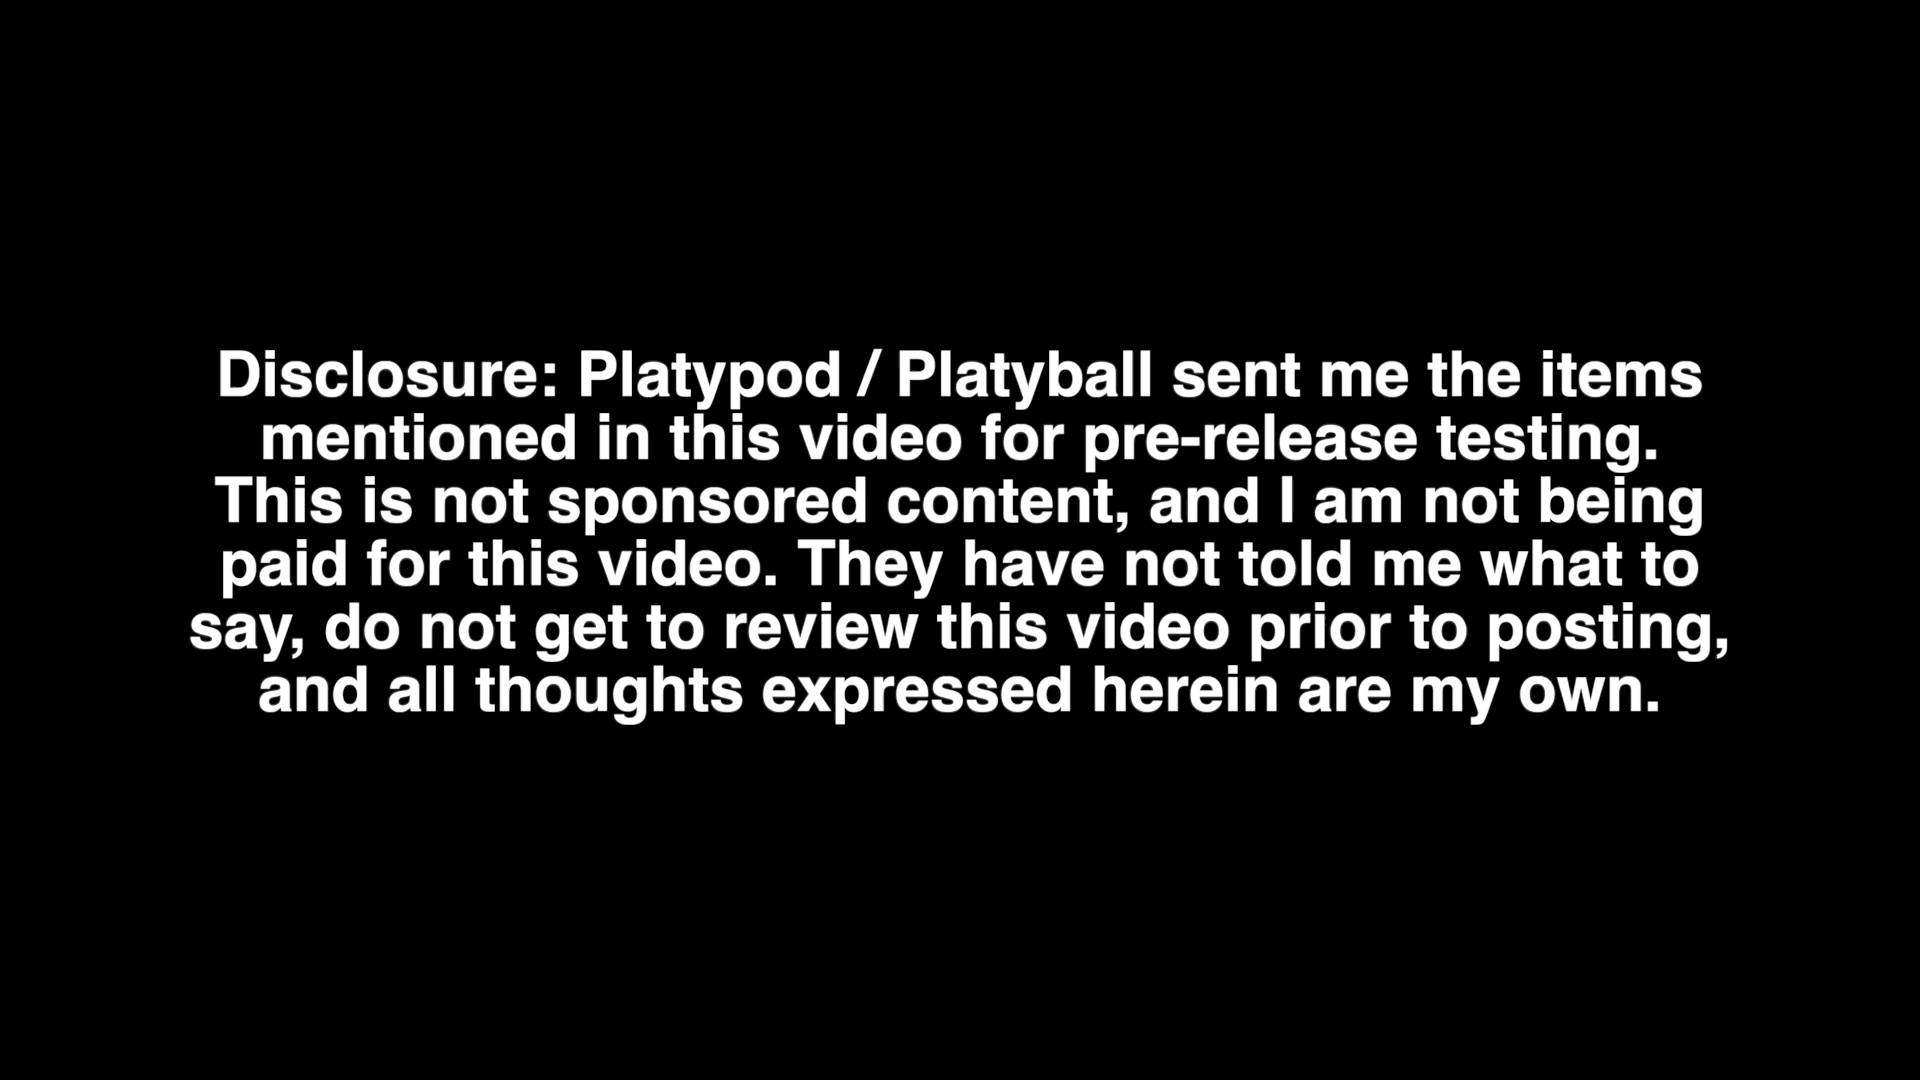 Disclosure: Platypod / Platyball sent me the items
mentioned in this video for pre-release testing.
This is not sponsored content, and I am not being
paid for this video. They have not told me what to
say, do not get to review this video prior to posting,
and all thoughts expressed herein are my own.